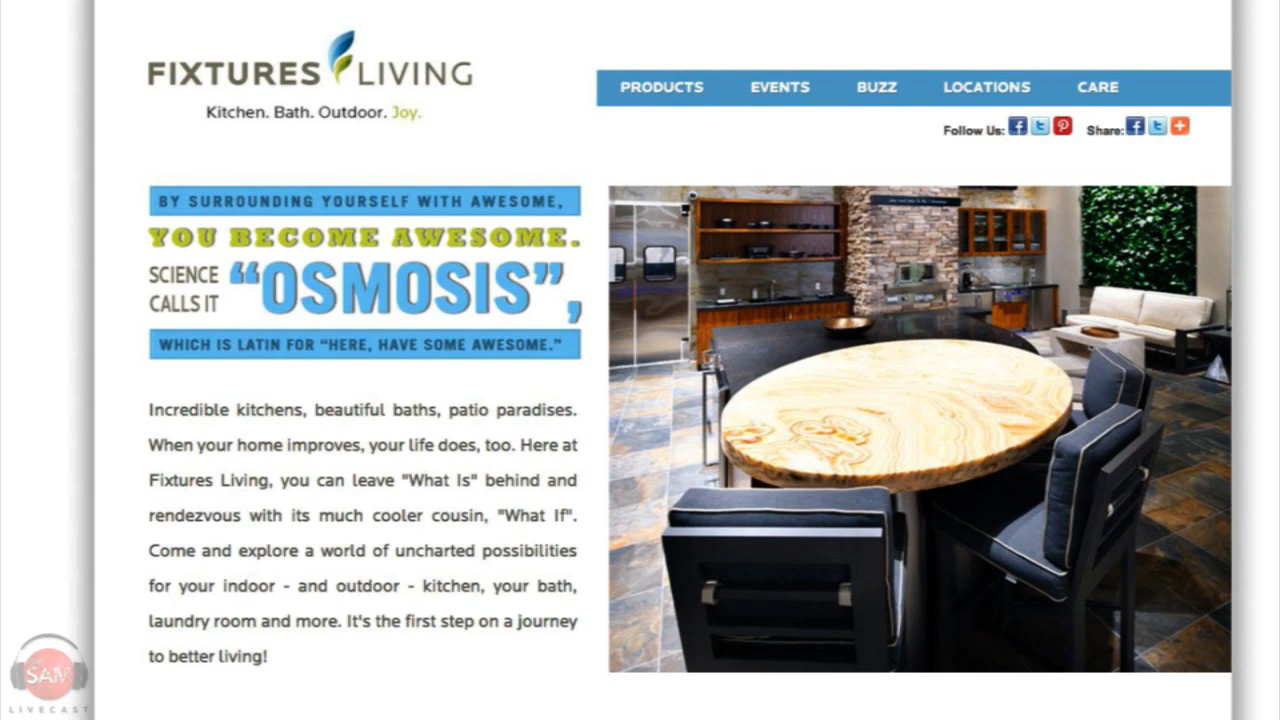 FIXTURES LIVING
Kitchen. Bath. Outdoor. Joy.
PRODUCTS EVENTS BUZZ LOCATIONS CARE
Follow Us: Share:
BY SURROUNDING YOURSELF WITH AWESOME,
YOU BECOME AWESOME.
SCIENCE
CALLS IT
“OSMOSIS”,
WHICH IS LATIN FOR “HERE, HAVE SOME AWESOME.”
Incredible kitchens, beautiful baths, patio paradises.
When your home improves, your life does, too. Here at
Fixtures Living, you can leave "What Is" behind and
rendezvous with its much cooler cousin, "What If".
Come and explore a world of uncharted possibilities
for your indoor - and outdoor - kitchen, your bath,
laundry room and more. It's the first step on a journey
to better living!
SAM
LIVECAST